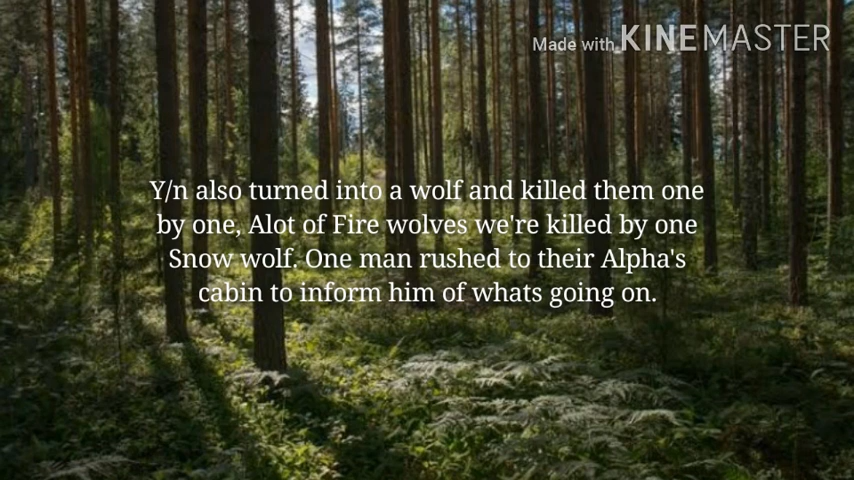 Made with KINEMASTER
Y/n also turned into a wolf and killed them one
by one, Alot of Fire wolves we're killed by one
Snow wolf. One man rushed to their Alpha's
cabin to inform him of whats going on.